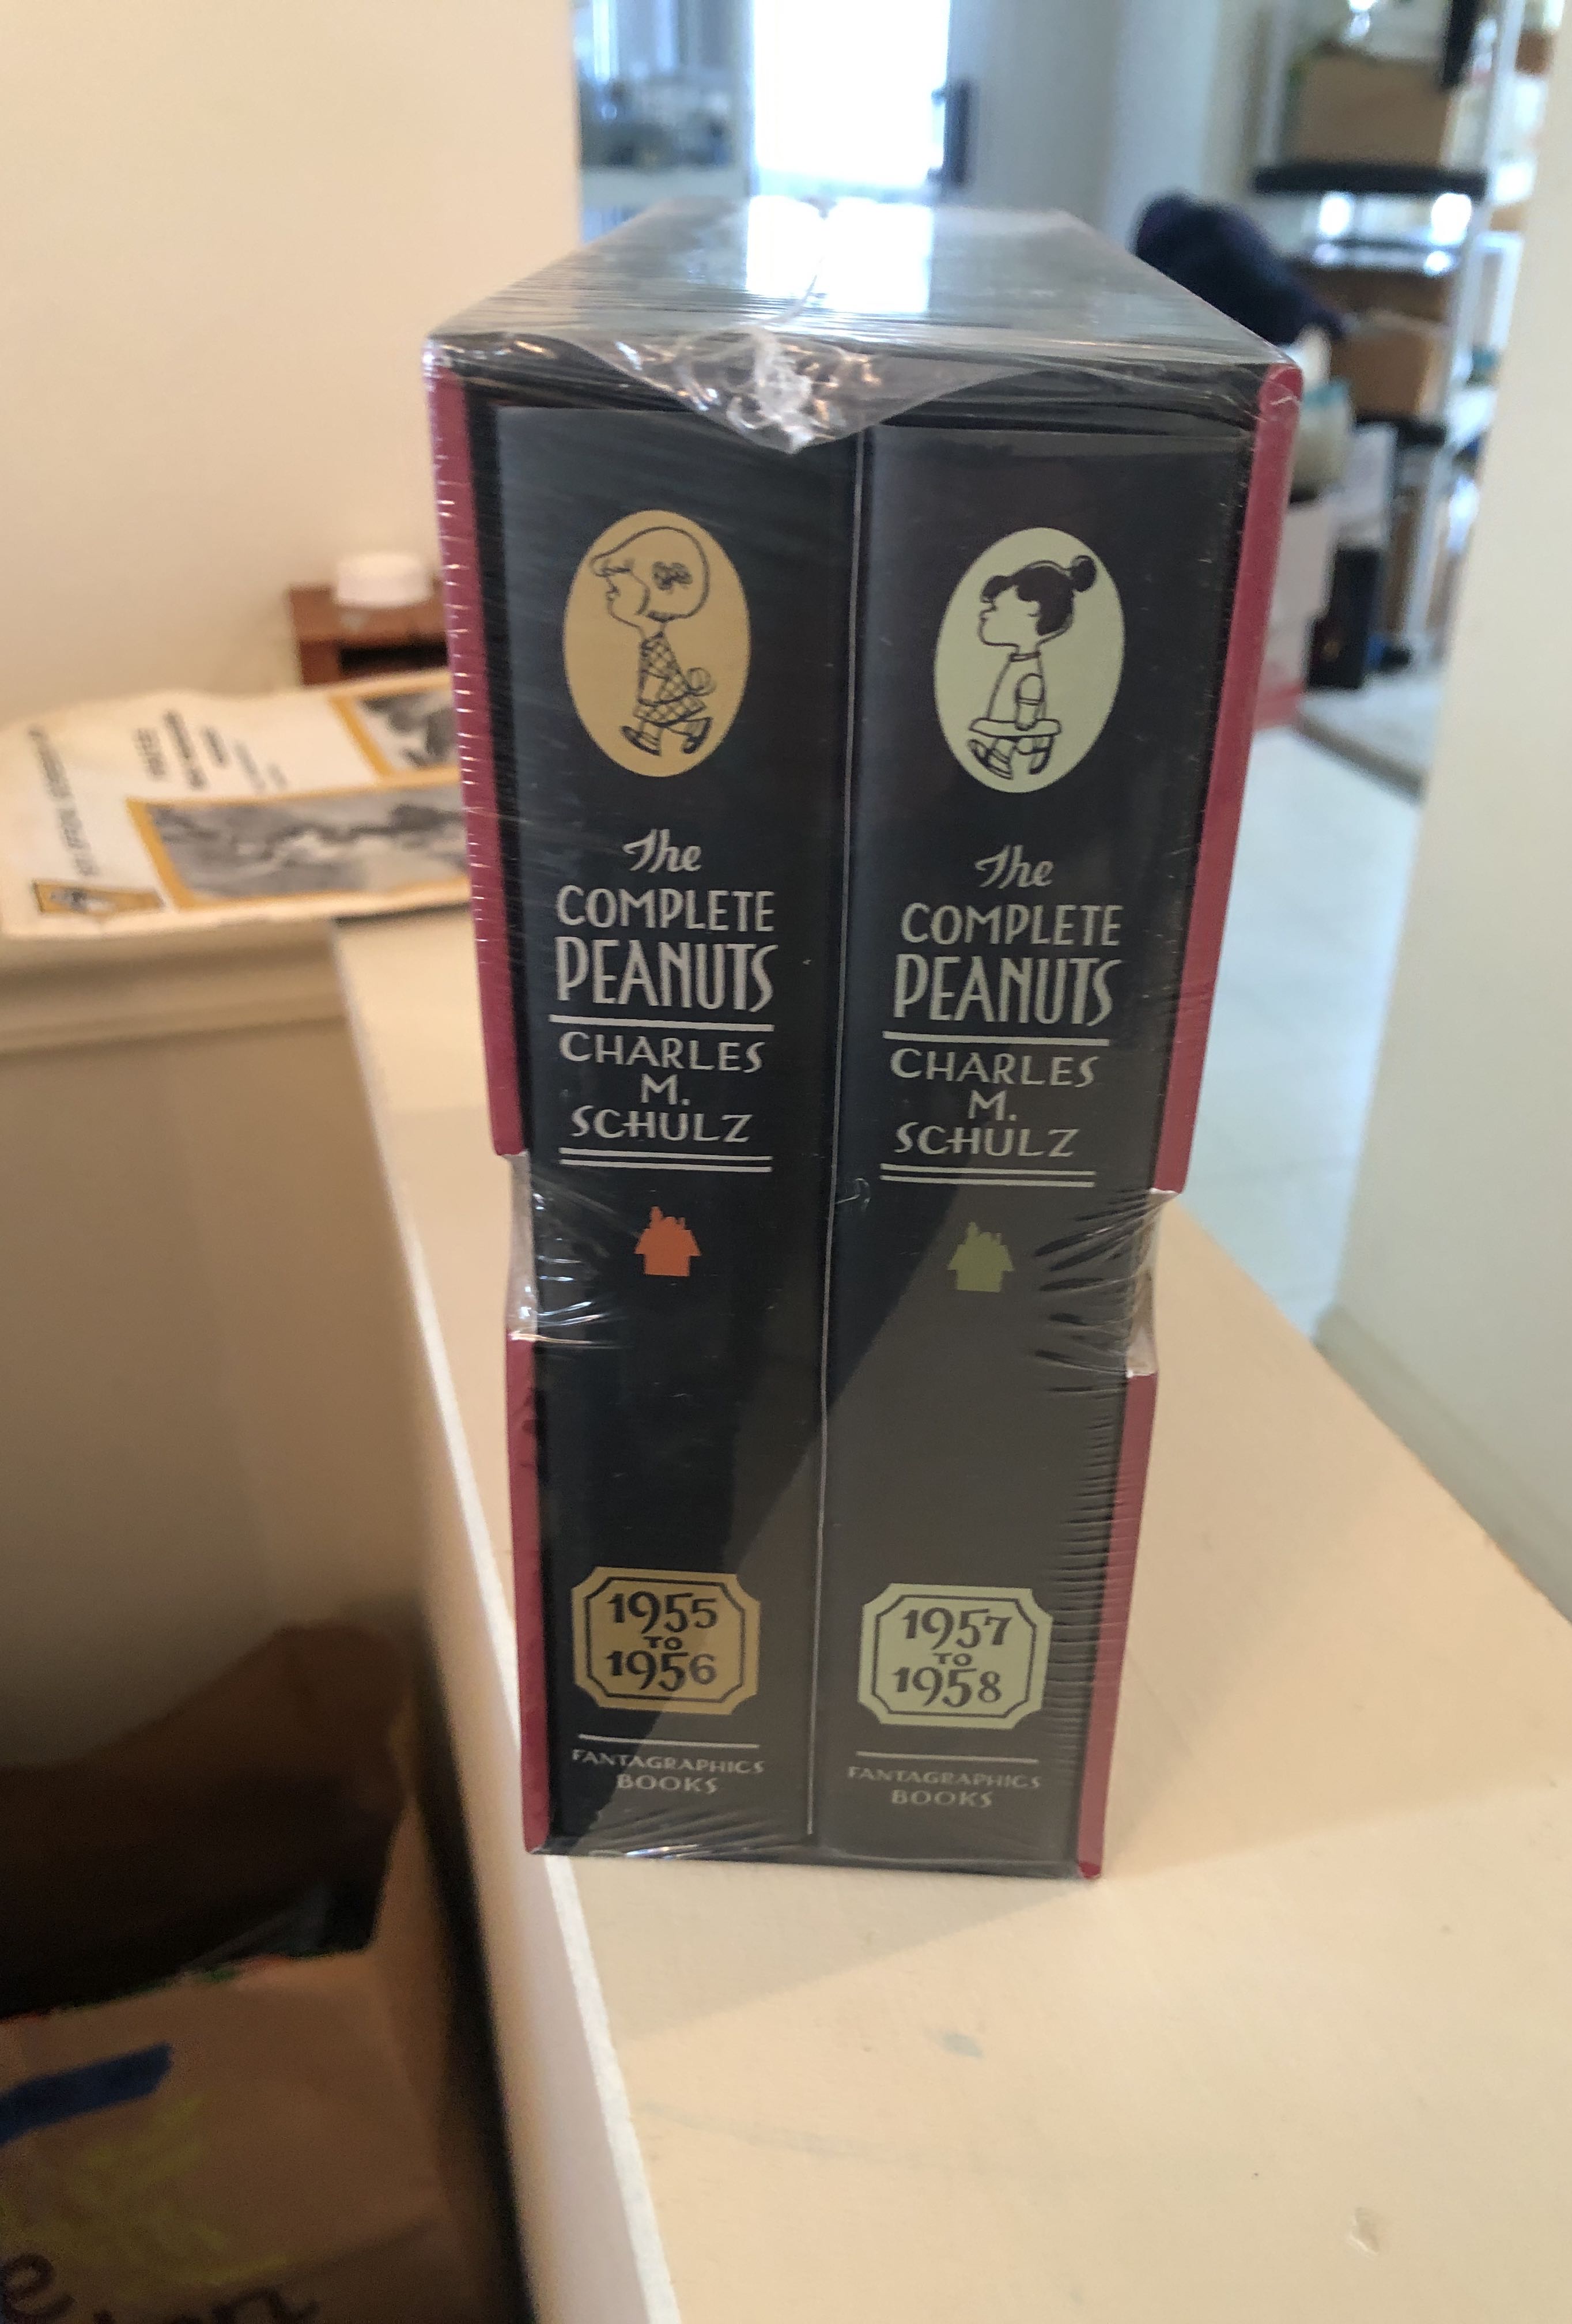 The
COMPLETE
PEANUTS
CHARLES
M.
SCHULZ
1955
TO
1956
FANTAGRAPHICS
BOOKS
The
COMPLETE
PEANUTS
CHARLES
M.
SCHULZ
1957
TO
1958
FANTAGRAPHICS
BOOKS